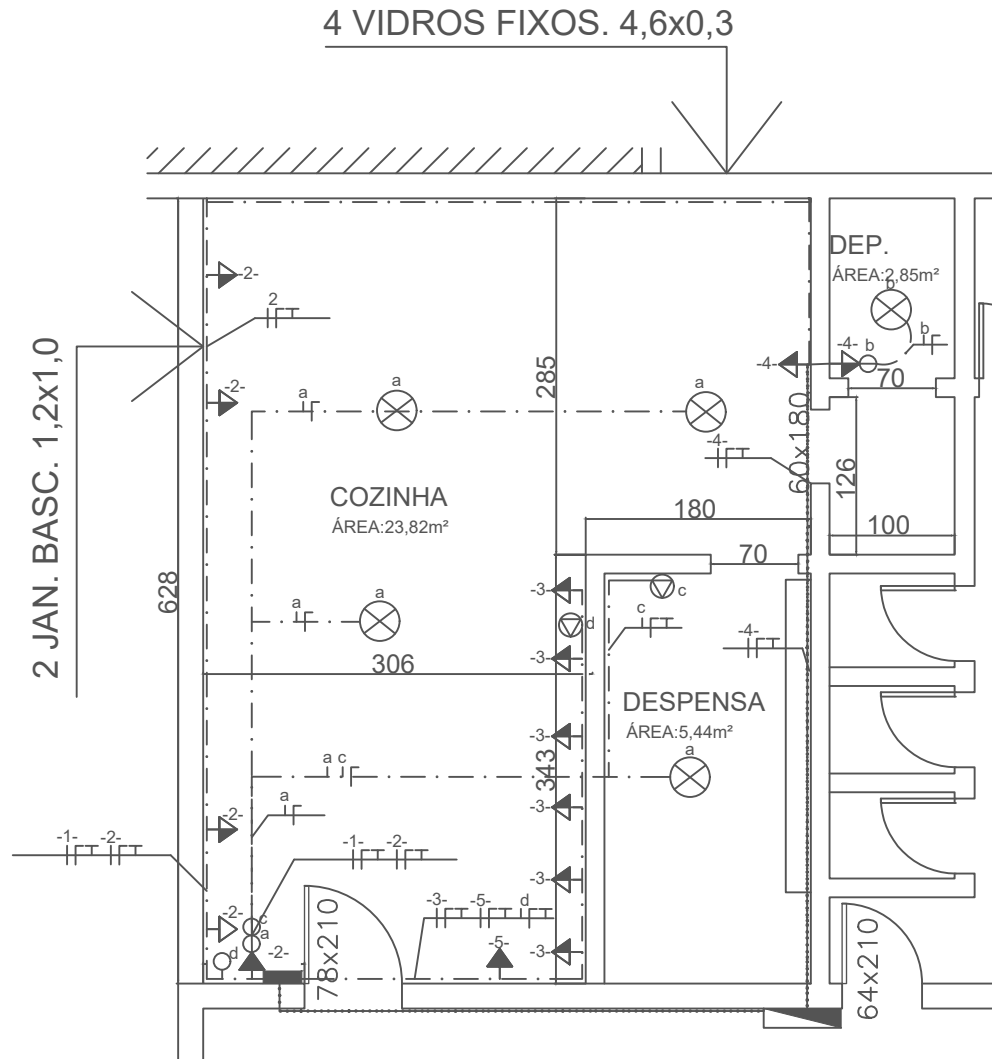 4 VIDROS FIXOS. 4,6x0,3
DEP.
ÁREA:2,85m²
b
-2-
2
b
-4-
-4-
b
70
2 JAN. BASC. 1,2x1,0
-2-
a
a
a
285
60x180
-4-
126
COZINHA
ÁREA:23,82m²
180
100
70
628
-3-
c
a
a
d
c
-4-
306
-3-
DESPENSA
ÁREA:5,44m²
-3-
a
a c
343
a
-2-
-3-
-1- -2-
-1- -2-
-3-
-2-
c
a
-3- -5- d
d
-2-
78x210
-5-
-3-
64x210